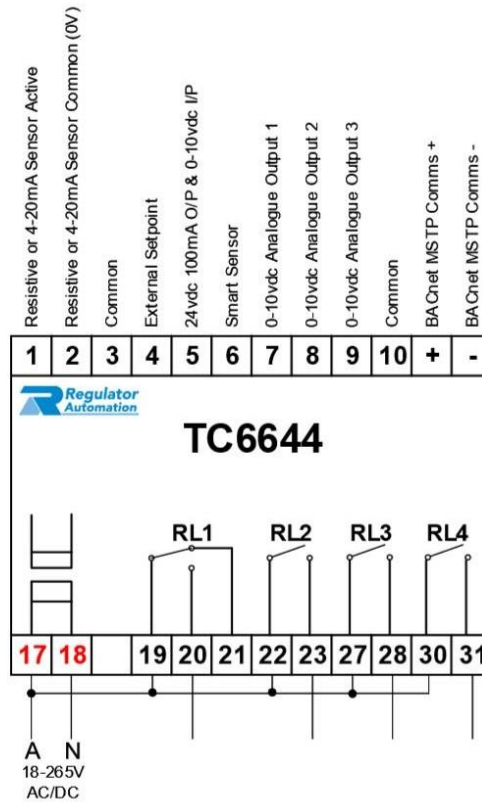 Resistive or 4-20mA Sensor Active
Resistive or 4-20mA Sensor Common (0V)
Common
External Setpoint
24vdc 100mA O/P & 0-10vdc I/P
Smart Sensor
0-10vdc Analogue Output 1
0-10vdc Analogue Output 2
0-10vdc Analogue Output 3
Common
BACnet MSTP Comms +
BACnet MSTP Comms -
1 2 3 4 5 6 7 8 9 10 + -
Regulator
Automation
TC6644
RL1 RL2 RL3 RL4
17 18 19 20 21 22 23 27 28 30 31
A N
18-265V
AC/DC